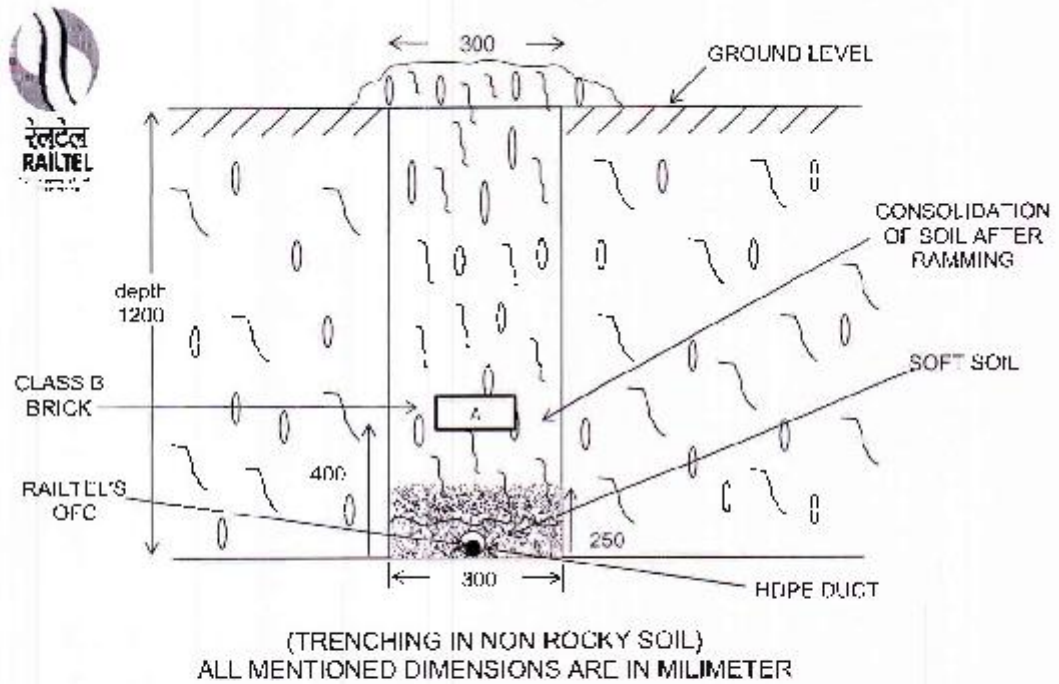 300
GROUND LEVEL
रेलटेल
RAILTEL
CONSOLIDATION
OF SOIL AFTER
RAMMING
depth
1200
SOFT SOIL
CLASS B
BRICK
A
400
RAILTEL'S
OFC
250
300
HDPE DUCT
(TRENCHING IN NON ROCKY SOIL)
ALL MENTIONED DIMENSIONS ARE IN MILIMETER